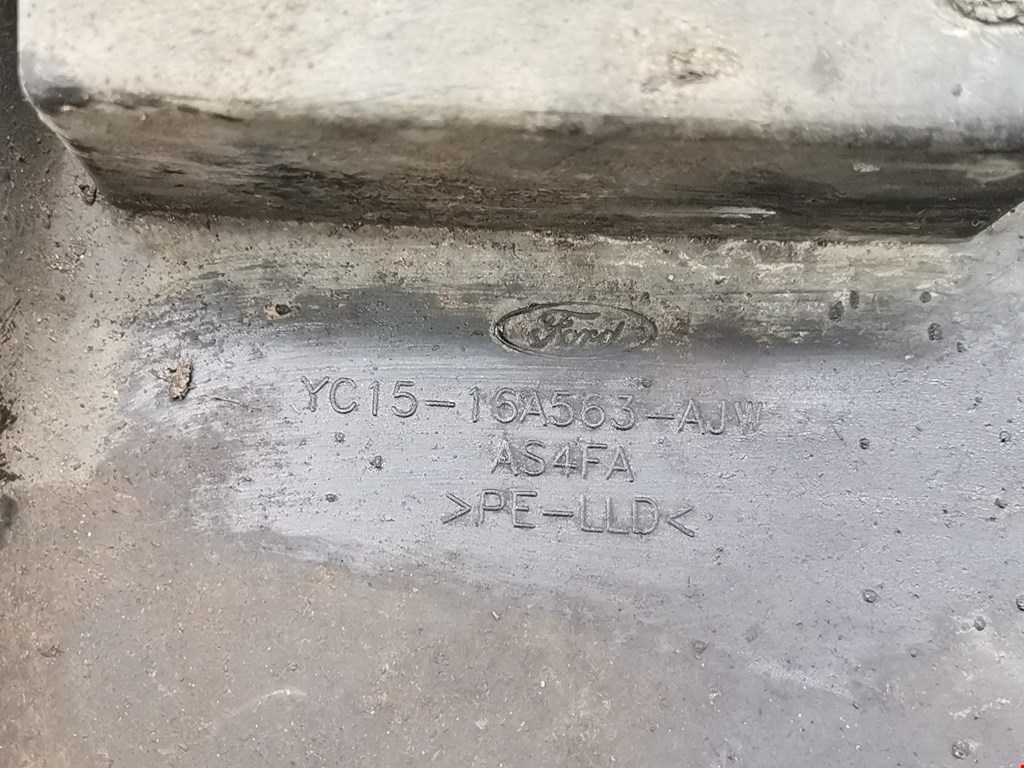 Ford
YC15-16A563-AJW
AS4FA
>PE-LLD<